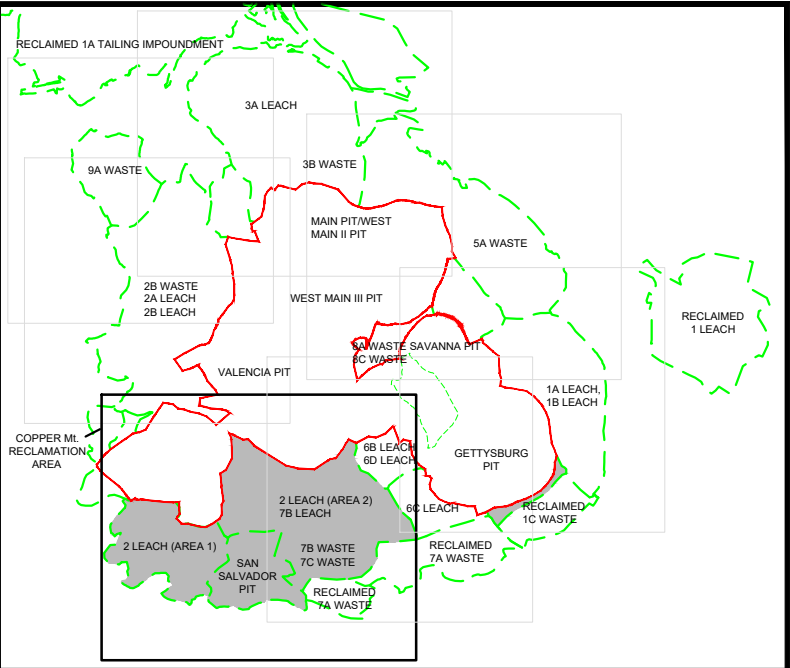 RECLAIMED 1A TAILING IMPOUNDMENT
3A LEACH
3B WASTE
9A WASTE
MAIN PIT/WEST
MAIN II PIT
5A WASTE
2B WASTE
2A LEACH
2B LEACH
WEST MAIN III PIT
RECLAIMED
1 LEACH
8A WASTE
8C WASTE
SAVANNA PIT
VALENCIA PIT
1A LEACH,
1B LEACH
COPPER Mt.
RECLAMATION
AREA
6B LEACH
6D LEACH
GETTYSBURG
PIT
2 LEACH (AREA 2)
7B LEACH
6C LEACH
RECLAIMED
1C WASTE
2 LEACH (AREA 1)
7B WASTE
7C WASTE
RECLAIMED
7A WASTE
SAN
SALVADOR
PIT
RECLAIMED
7A WASTE